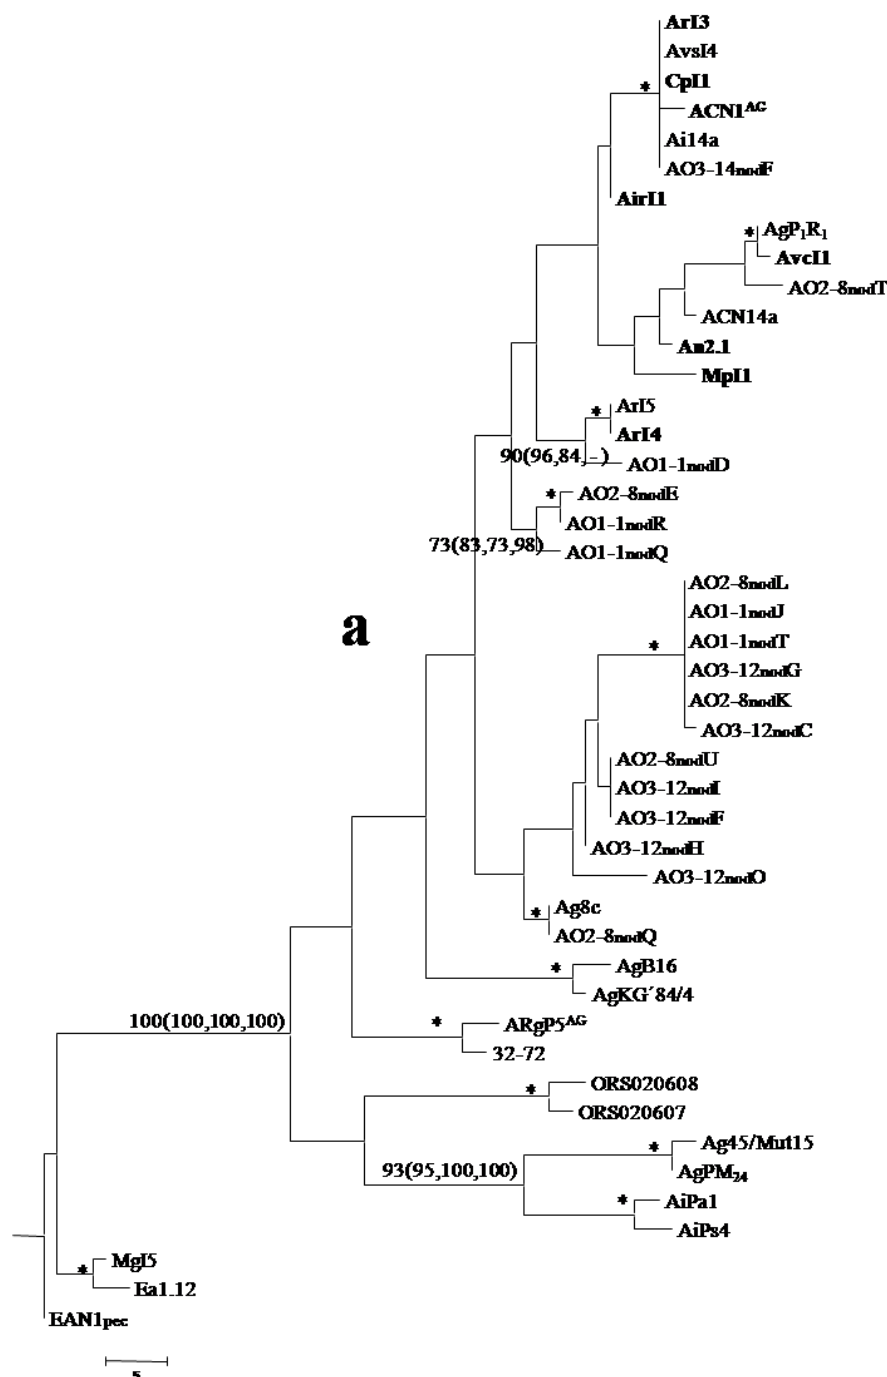 ArI3
AvsI4
*
CpI1
ACN1^AG
Ai14a
AO3-14nodF
AirI1
* AgP₁R₁
AvcI1
AO2-8nodT
ACN14a
An2.1
MpI1
* ArI5
ArI4
90(96,84,-) AO1-1nodD
* AO2-8nodE
AO1-1nodR
73(83,73,98) AO1-1nodQ
AO2-8nodL
AO1-1nodJ
a
AO1-1nodT
*
AO3-12nodG
AO2-8nodK
AO3-12nodC
AO2-8nodU
AO3-12nodI
AO3-12nodF
AO3-12nodH
AO3-12nodO
* Ag8c
AO2-8nodQ
* AgB16
AgKG´84/4
100(100,100,100) * ARgP5^AG
32-72
* ORS020608
ORS020607
* Ag45/Mut15
93(95,100,100) AgPM₂₄
* AiPa1
AiPs4
MgI5
*
Ea1.12
EAN1pec
5